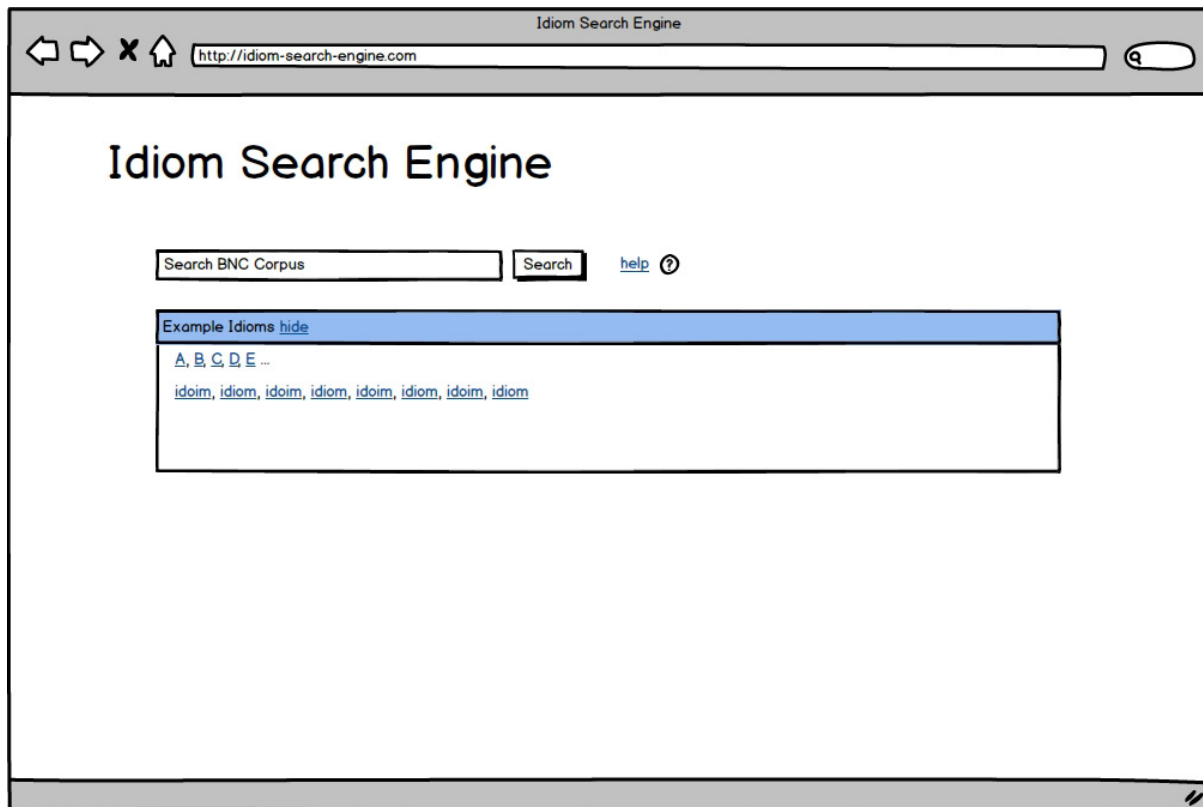 Idiom Search Engine
http://idiom-search-engine.com
Idiom Search Engine
Search BNC Corpus Search help ?
Example Idioms hide
A, B, C, D, E ...
idoim, idiom, idoim, idiom, idoim, idiom, idoim, idiom